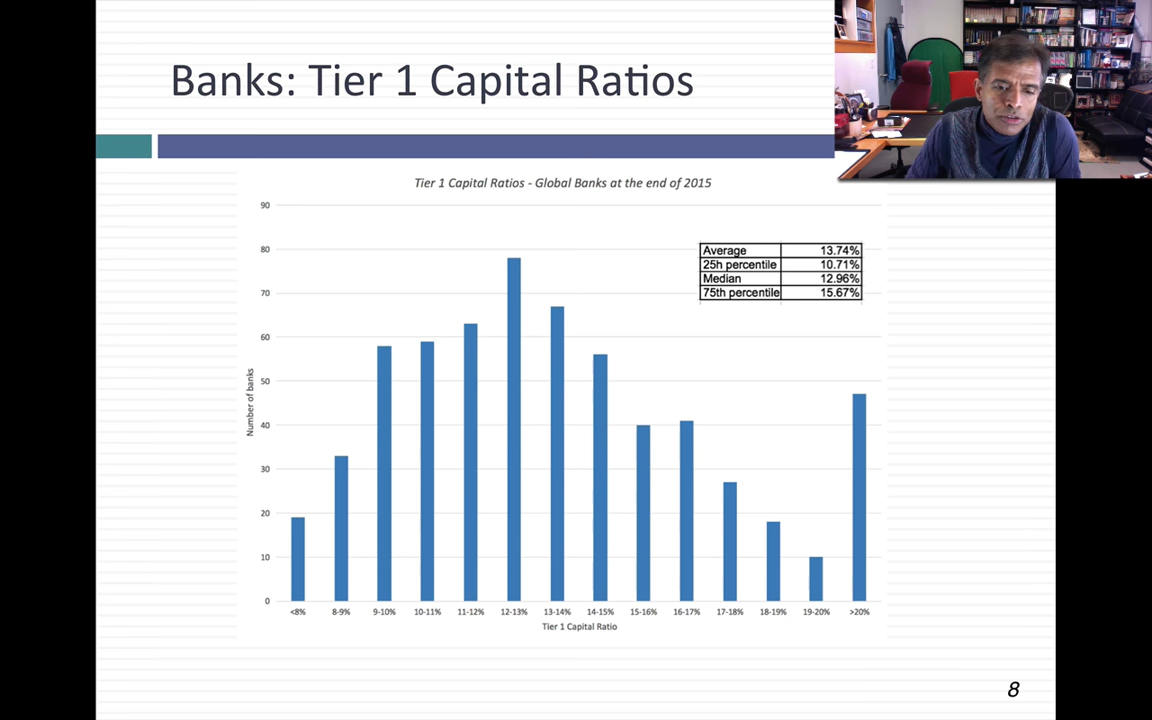 Banks: Tier 1 Capital Ratios
Tier 1 Capital Ratios - Global Banks at the end of 2015
90
80
70
60
50
40
30
20
10
0
Number of banks
Average 13.74%
25h percentile 10.71%
Median 12.96%
75th percentile 15.67%
<8% 8-9% 9-10% 10-11% 11-12% 12-13% 13-14% 14-15% 15-16% 16-17% 17-18% 18-19% 19-20% >20%
Tier 1 Capital Ratio
8